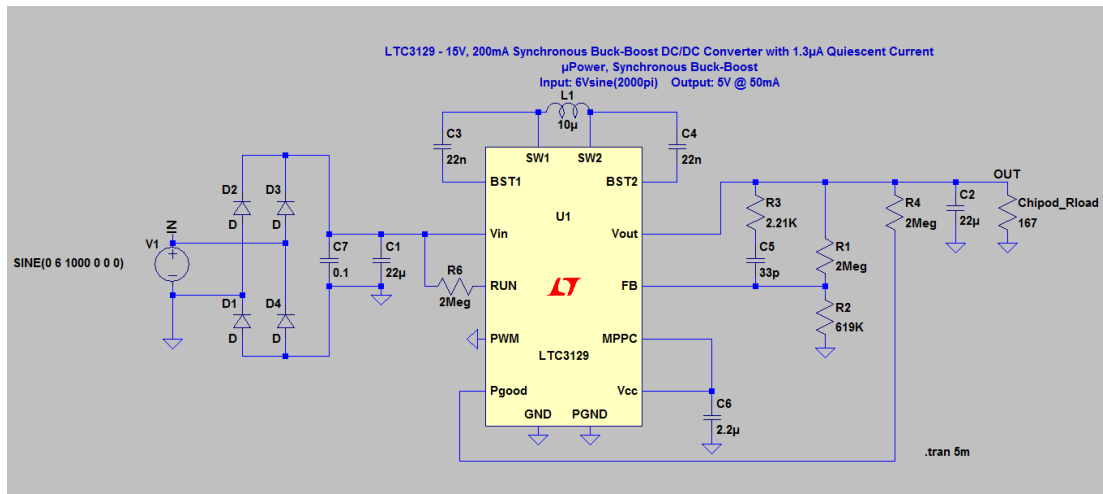 LTC3129 - 15V, 200mA Synchronous Buck-Boost DC/DC Converter with 1.3µA Quiescent Current
µPower, Synchronous Buck-Boost
Input: 6Vsine(2000pi) Output: 5V @ 50mA
L1
10µ
C3
22n
C4
22n
SW1 SW2
BST1 BST2
D2
D
D3
D
U1
OUT
R3
2.21K
R4
2Meg
C2
22µ
Chipod_Rload
167
IN
V1
SINE(0 6 1000 0 0 0)
Vin Vout
C7
0.1
C1
22µ
R6
2Meg
RUN FB
C5
33p
R1
2Meg
D1
D
D4
D
R2
619K
PWM MPPC
LTC3129
Pgood Vcc
GND PGND
C6
2.2µ
.tran 5m